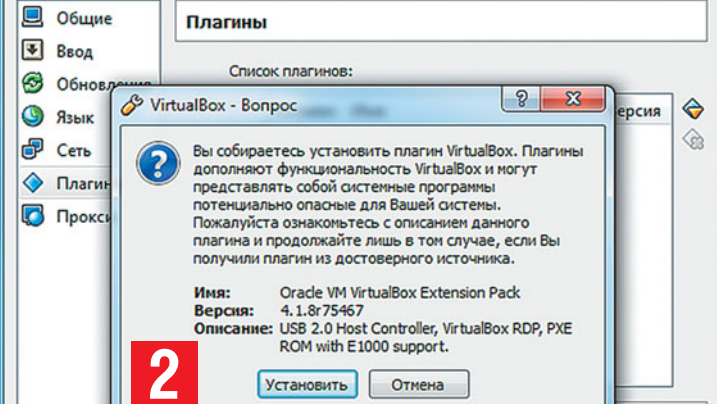 Общие
Ввод
Обновления
Язык
Сеть
Плагин
Прокси
Плагины
Список плагинов:
ерсия
VirtualBox - Вопрос
Вы собираетесь установить плагин VirtualBox. Плагины
дополняют функциональность VirtualBox и могут
представлять собой системные программы
потенциально опасные для Вашей системы.
Пожалуйста ознакомьтесь с описанием данного
плагина и продолжайте лишь в том случае, если Вы
получили плагин из достоверного источника.
Имя: Oracle VM VirtualBox Extension Pack
Версия: 4.1.8r75467
Описание: USB 2.0 Host Controller, VirtualBox RDP, PXE
ROM with E1000 support.
2
Установить Отмена